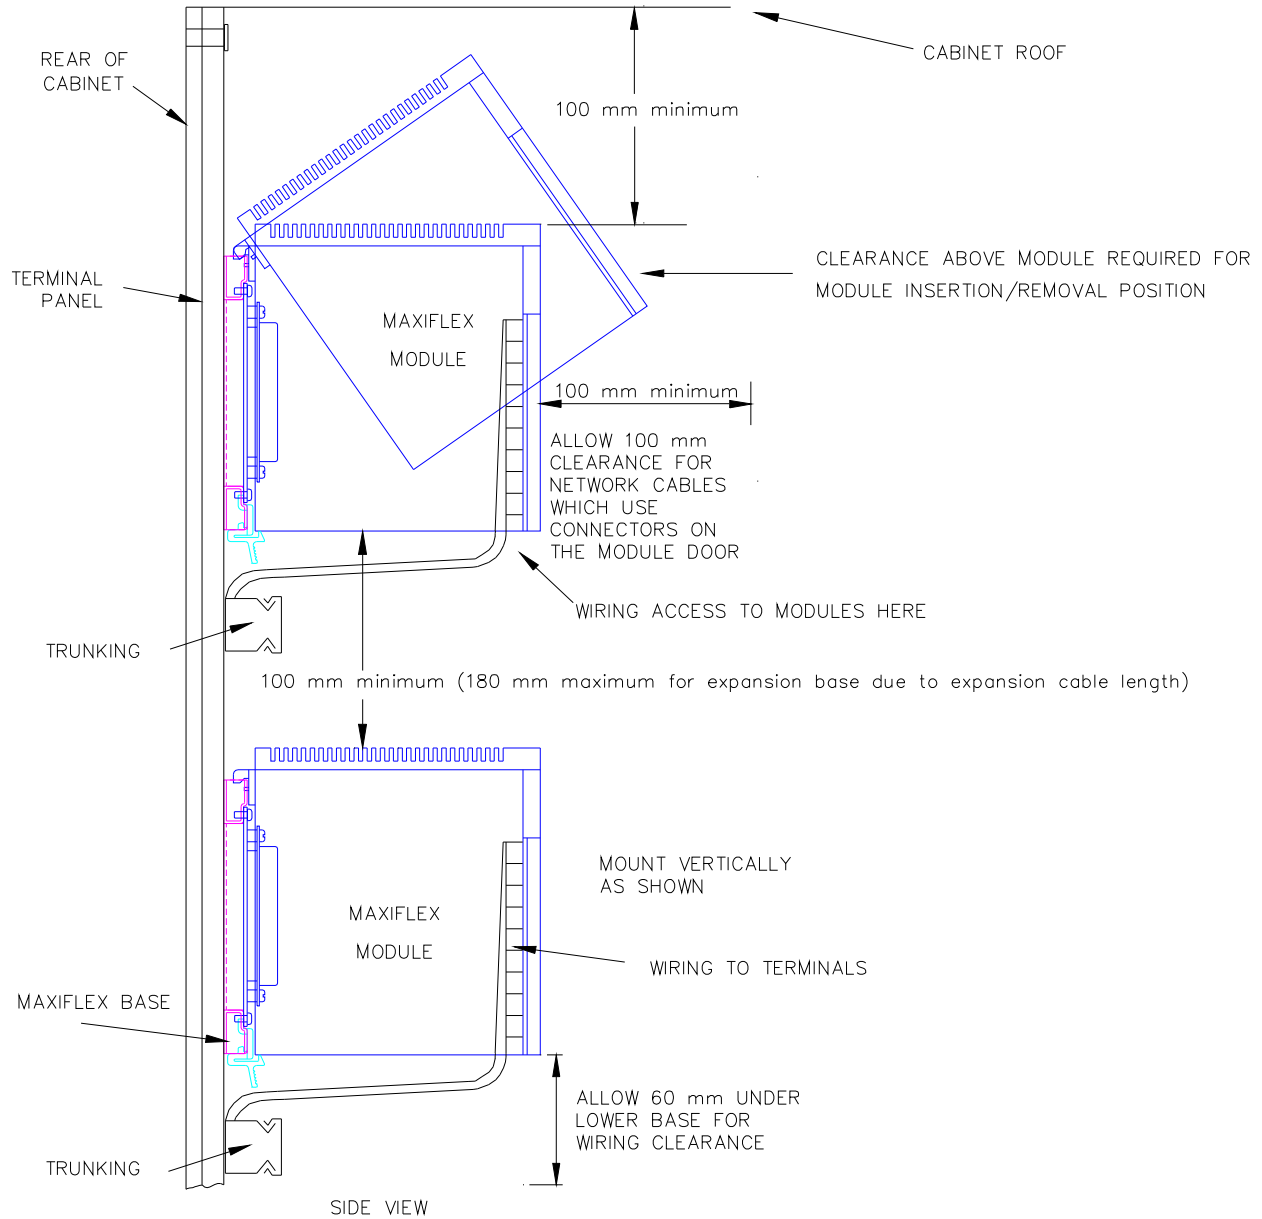 CABINET ROOF
REAR OF
CABINET
100 mm minimum
CLEARANCE ABOVE MODULE REQUIRED FOR
MODULE INSERTION/REMOVAL POSITION
TERMINAL
PANEL
MAXIFLEX
MODULE
100 mm minimum
ALLOW 100 mm
CLEARANCE FOR
NETWORK CABLES
WHICH USE
CONNECTORS ON
THE MODULE DOOR
WIRING ACCESS TO MODULES HERE
TRUNKING
100 mm minimum (180 mm maximum for expansion base due to expansion cable length)
MOUNT VERTICALLY
AS SHOWN
MAXIFLEX
MODULE
WIRING TO TERMINALS
MAXIFLEX BASE
ALLOW 60 mm UNDER
LOWER BASE FOR
WIRING CLEARANCE
TRUNKING
SIDE VIEW